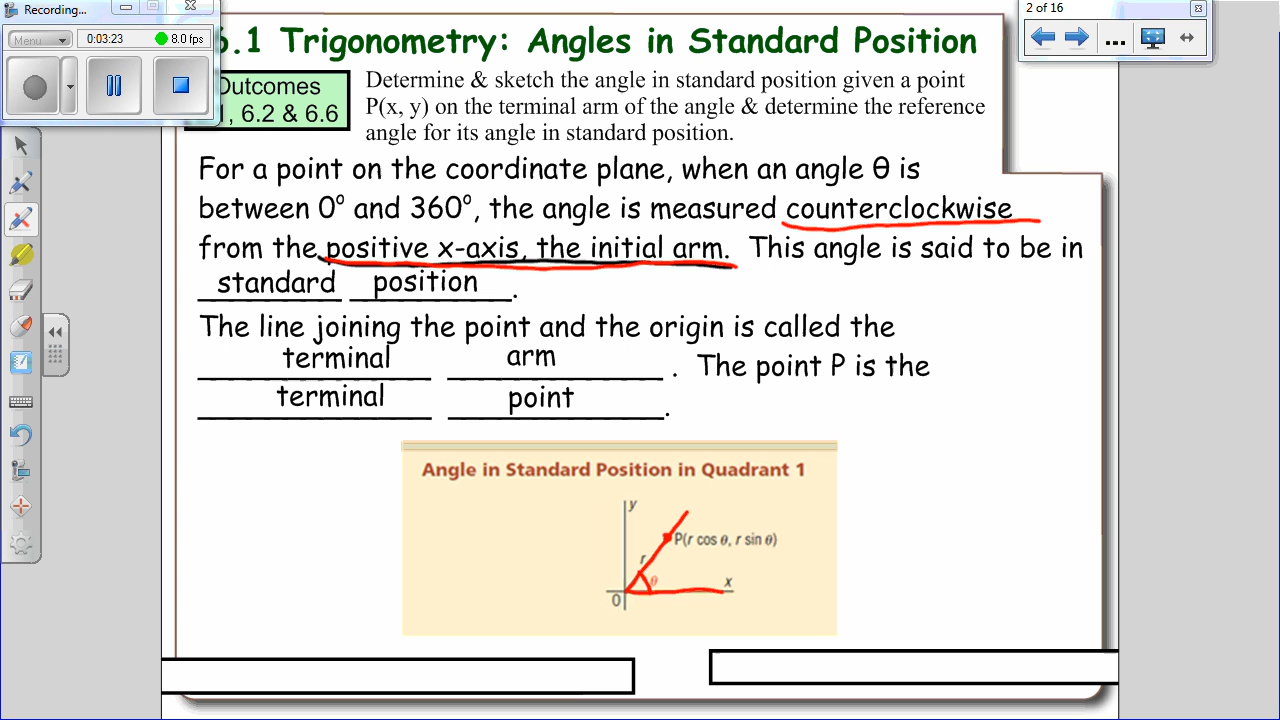 Recording...
Menu
0:03:23
8.0 fps
2 of 16
6.1 Trigonometry: Angles in Standard Position
Outcomes
, 6.2 & 6.6
Determine & sketch the angle in standard position given a point
P(x, y) on the terminal arm of the angle & determine the reference
angle for its angle in standard position.
For a point on the coordinate plane, when an angle θ is
between 0° and 360°, the angle is measured counterclockwise
from the positive x-axis, the initial arm. This angle is said to be in
standard position.
The line joining the point and the origin is called the
terminal arm . The point P is the
terminal point.
Angle in Standard Position in Quadrant 1
y
P(r cos θ, r sin θ)
r
θ
x
0